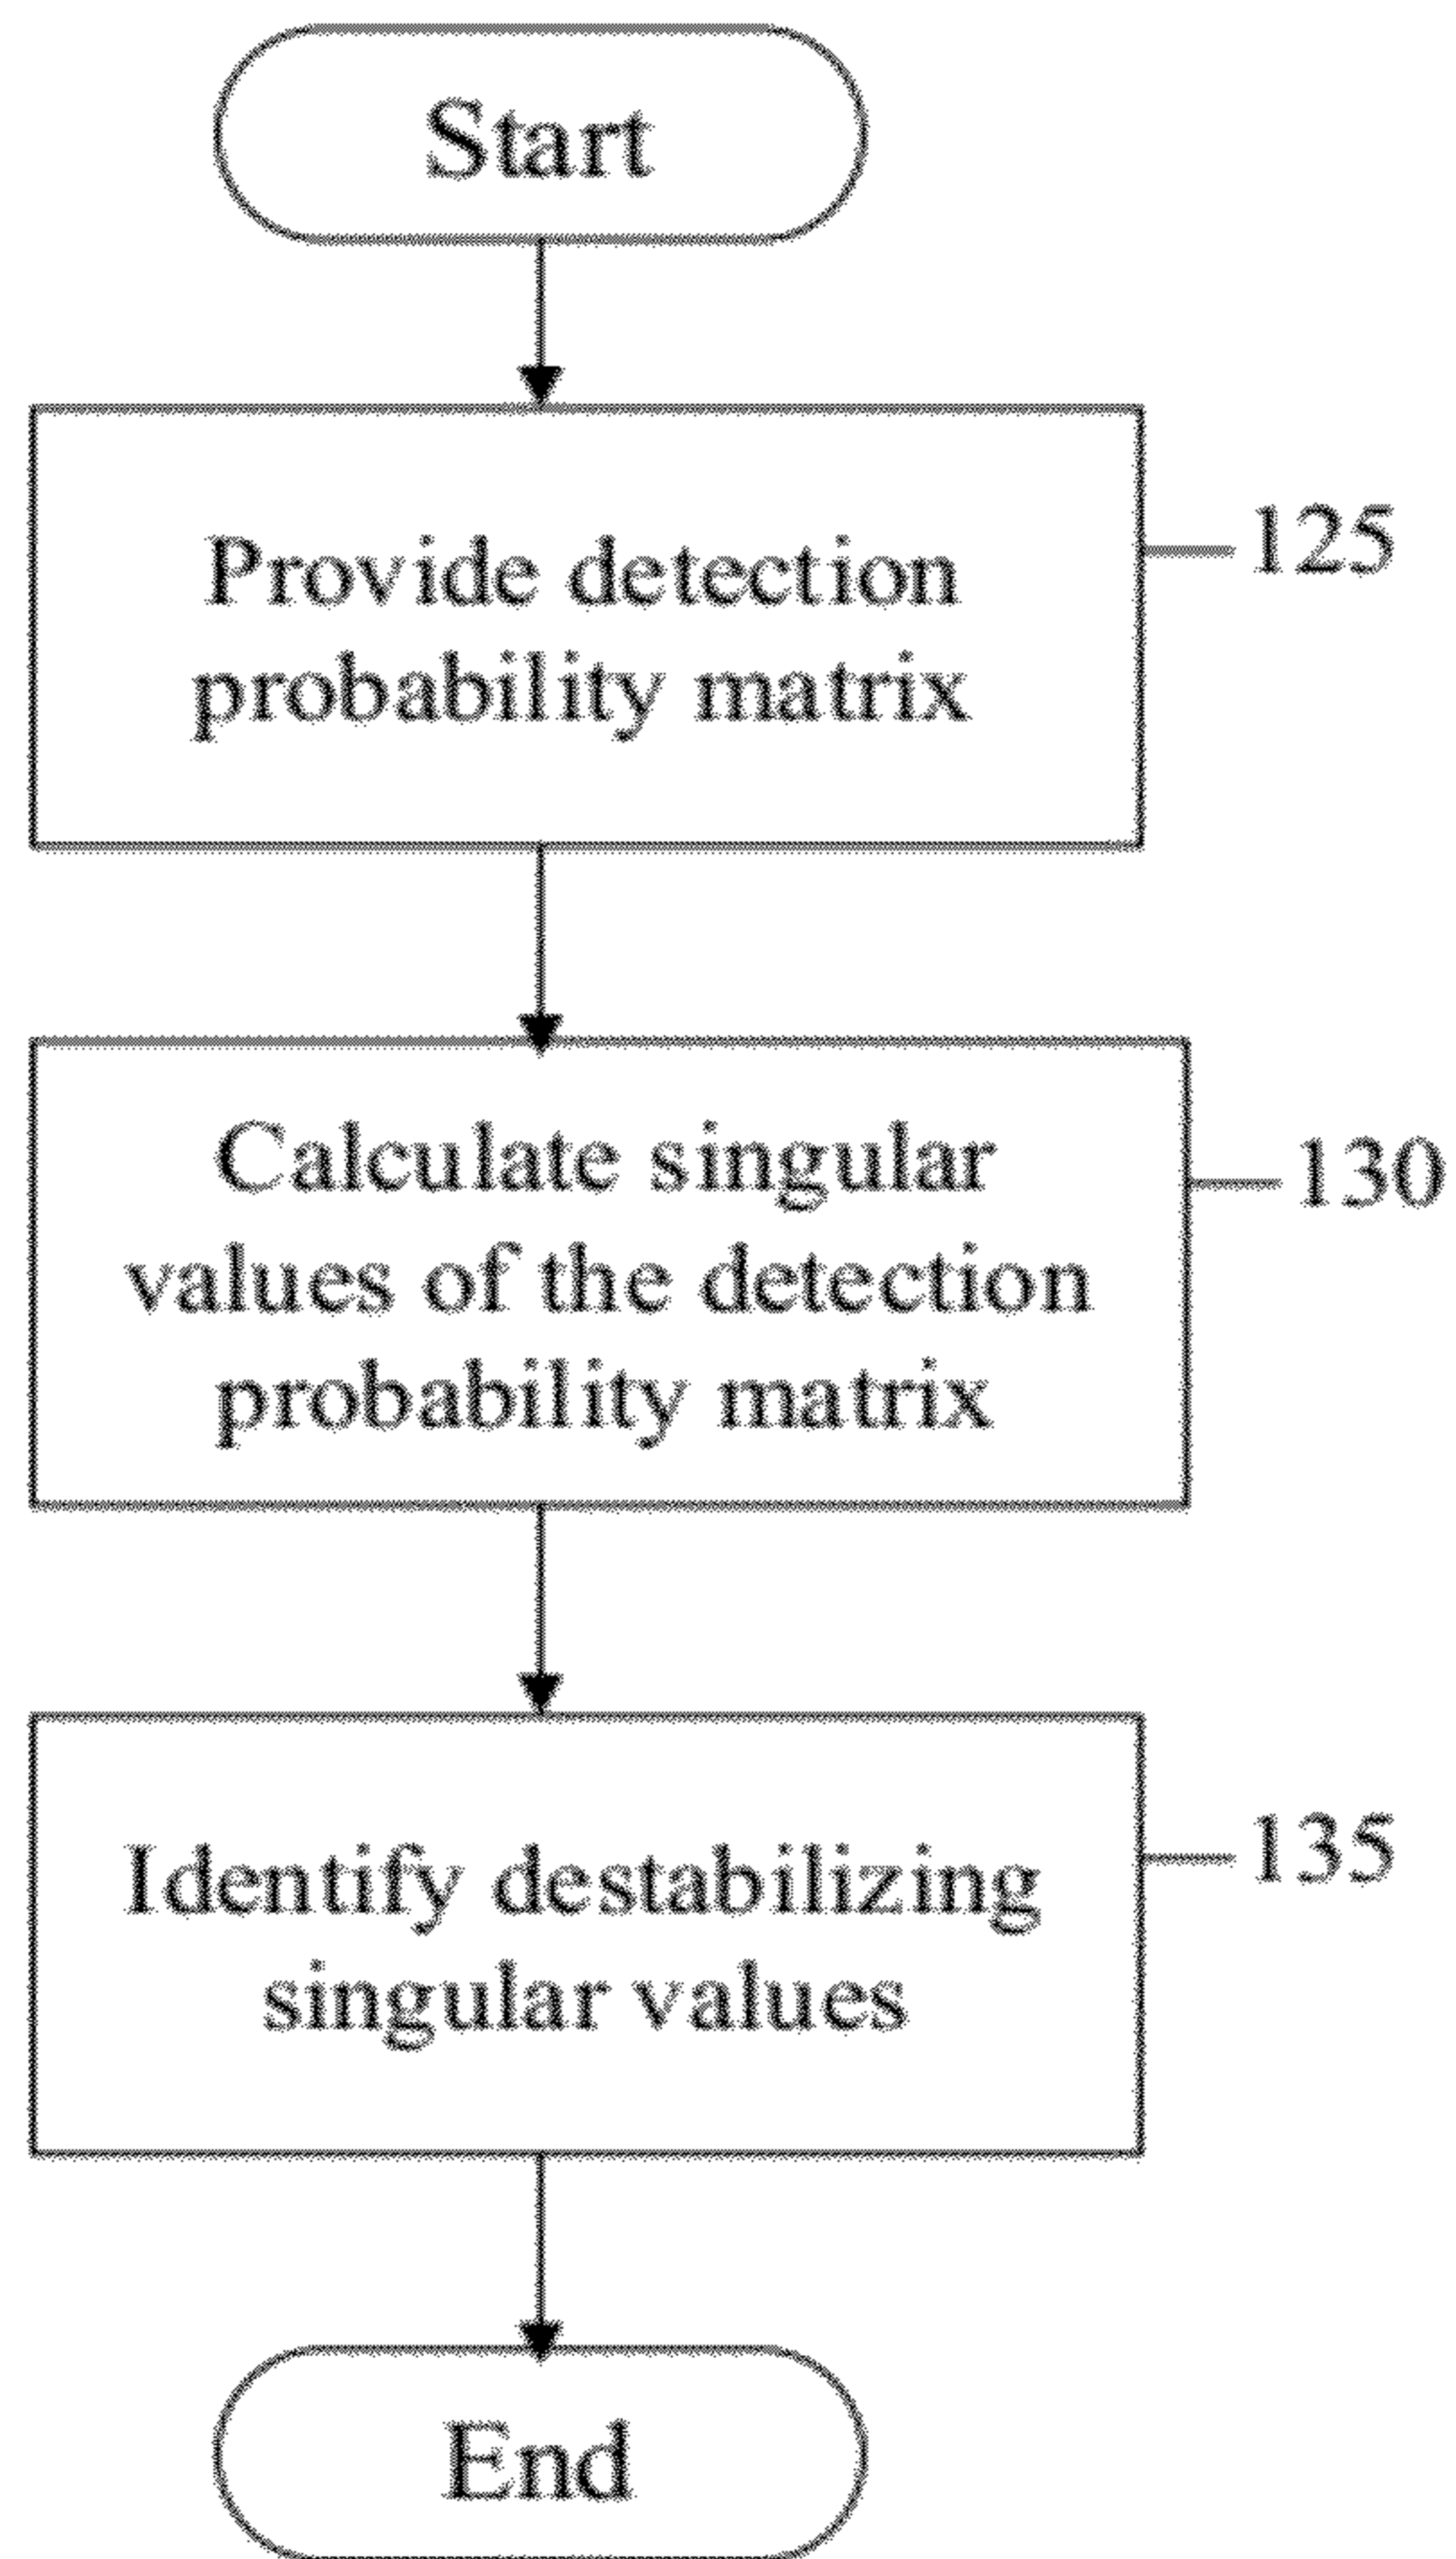 Start
Provide detection
probability matrix
125
Calculate singular
values of the detection
probability matrix
130
Identify destabilizing
singular values
135
End